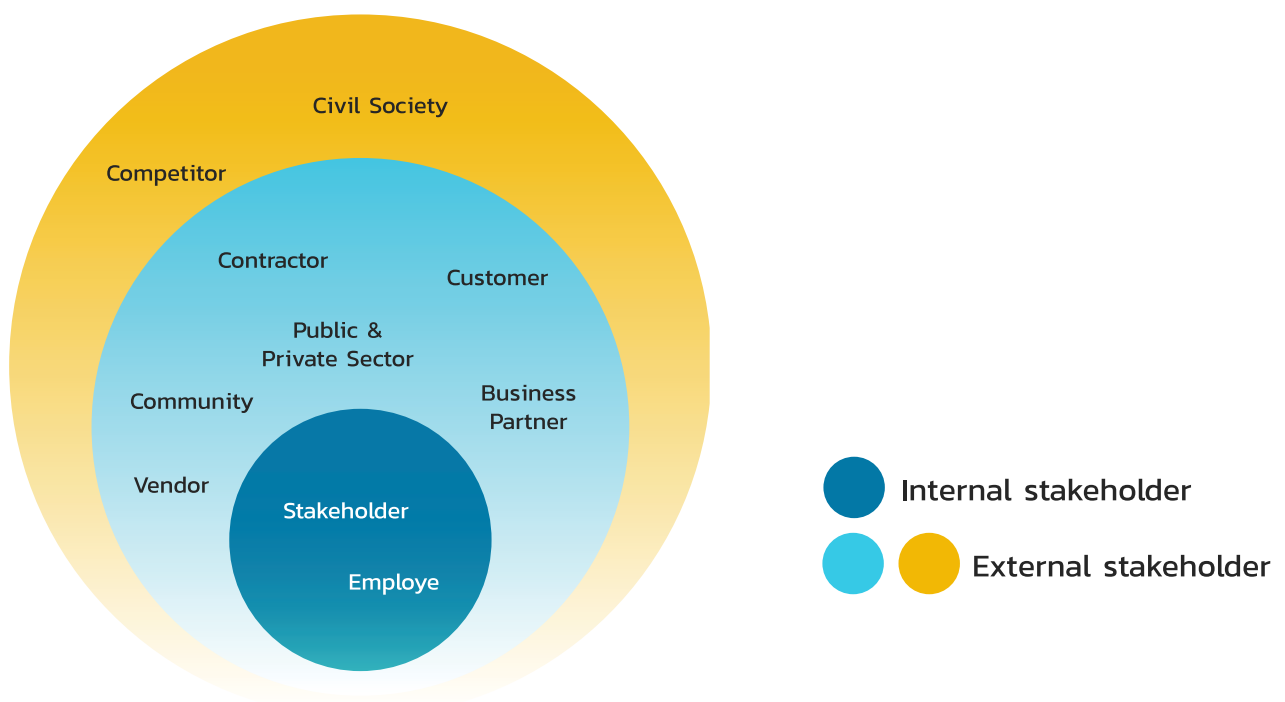 Civil Society
Competitor
Contractor
Customer
Public &
Private Sector
Community
Business
Partner
Vendor
Stakeholder
Employe
Internal stakeholder
External stakeholder